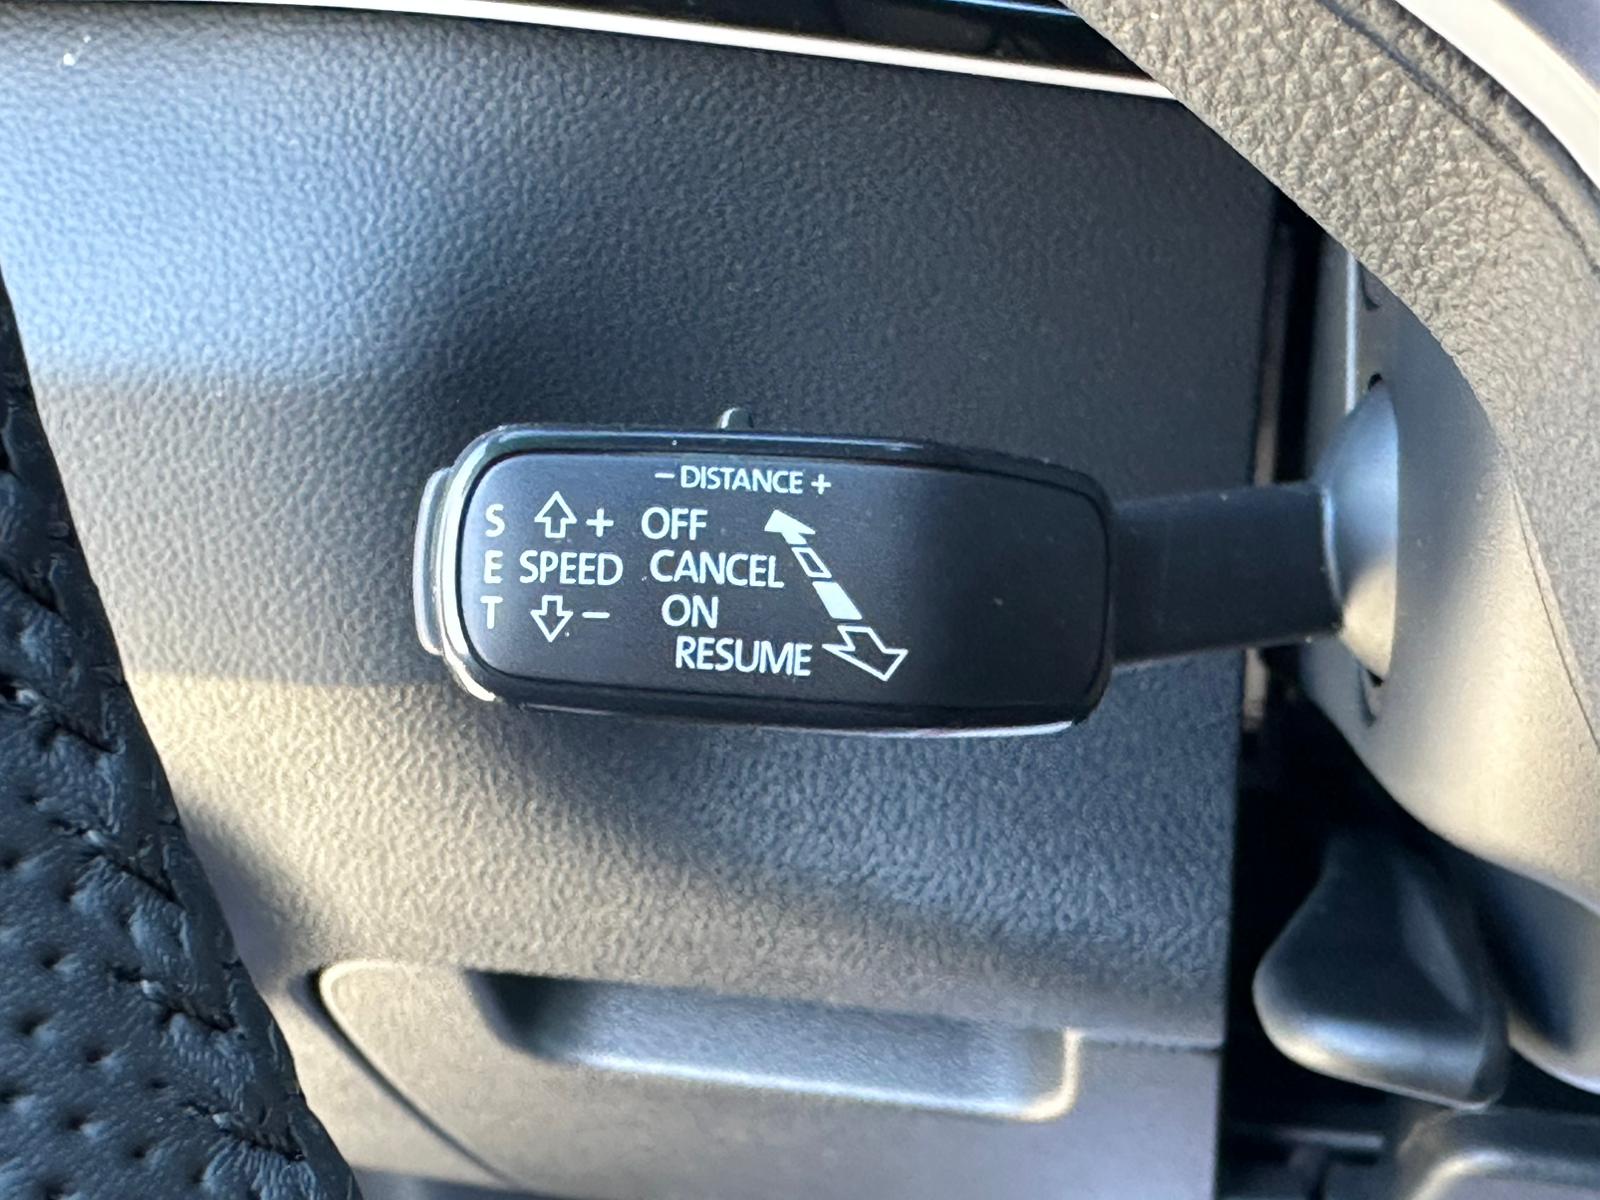 − DISTANCE +
S + OFF
E SPEED CANCEL
T − ON
RESUME